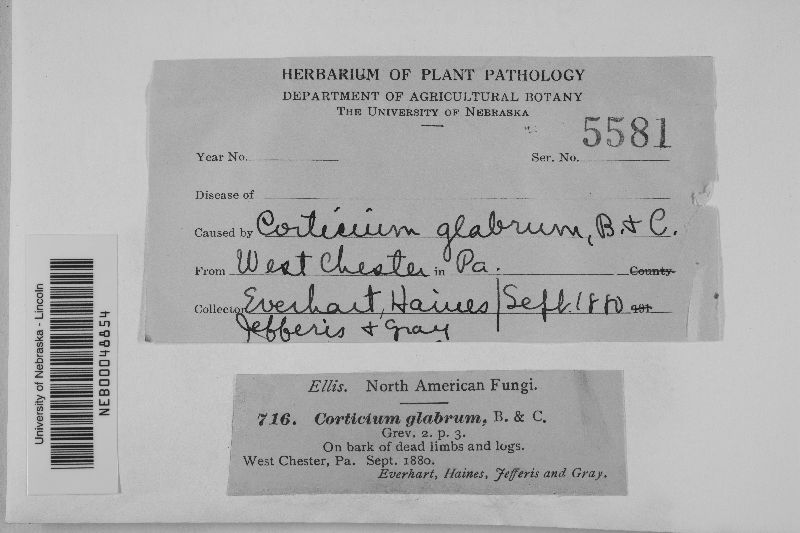 HERBARIUM OF PLANT PATHOLOGY
DEPARTMENT OF AGRICULTURAL BOTANY
THE UNIVERSITY OF NEBRASKA
5581
Year No. Ser. No.
Disease of
Caused by Corticium glabrum, B. & C.
From West Chester in Pa. County
Collector Everhart, Haines | Sept. 1880 191
Jefferis & Gray
University of Nebraska - Lincoln
NEB00048854
Ellis. North American Fungi.
716. Corticium glabrum, B. & C.
Grev. 2. p. 3.
On bark of dead limbs and logs.
West Chester, Pa. Sept. 1880.
Everhart, Haines, Jefferis and Gray.